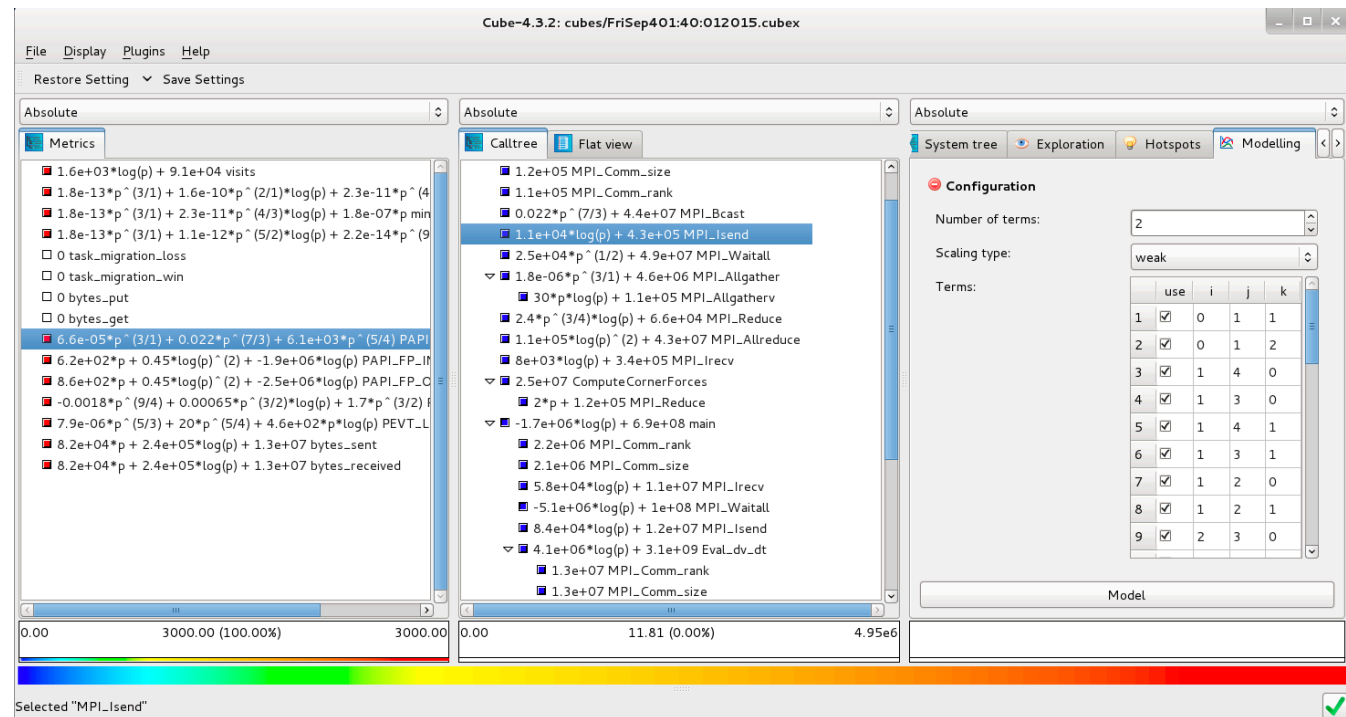 Cube-4.3.2: cubes/FriSep401:40:012015.cubex
File Display Plugins Help
Restore Setting Save Settings
Absolute
Metrics
1.6e+03*log(p) + 9.1e+04 visits
1.8e-13*p^(3/1) + 1.6e-10*p^(2/1)*log(p) + 2.3e-11*p^(4
1.8e-13*p^(3/1) + 2.3e-11*p^(4/3)*log(p) + 1.8e-07*p min
1.8e-13*p^(3/1) + 1.1e-12*p^(5/2)*log(p) + 2.2e-14*p^(9
0 task_migration_loss
0 task_migration_win
0 bytes_put
0 bytes_get
6.6e-05*p^(3/1) + 0.022*p^(7/3) + 6.1e+03*p^(5/4) PAPI
6.2e+02*p + 0.45*log(p)^(2) + -1.9e+06*log(p) PAPI_FP_IN
8.6e+02*p + 0.45*log(p)^(2) + -2.5e+06*log(p) PAPI_FP_O
-0.0018*p^(9/4) + 0.00065*p^(3/2)*log(p) + 1.7*p^(3/2)
7.9e-06*p^(5/3) + 20*p^(5/4) + 4.6e+02*p*log(p) PEVT_L
8.2e+04*p + 2.4e+05*log(p) + 1.3e+07 bytes_sent
8.2e+04*p + 2.4e+05*log(p) + 1.3e+07 bytes_received
0.00 3000.00 (100.00%) 3000.00
Absolute
Calltree Flat view
1.2e+05 MPI_Comm_size
1.1e+05 MPI_Comm_rank
0.022*p^(7/3) + 4.4e+07 MPI_Bcast
1.1e+04*log(p) + 4.3e+05 MPI_Isend
2.5e+04*p^(1/2) + 4.9e+07 MPI_Waitall
1.8e-06*p^(3/1) + 4.6e+06 MPI_Allgather
30*p*log(p) + 1.1e+05 MPI_Allgatherv
2.4*p^(3/4)*log(p) + 6.6e+04 MPI_Reduce
1.1e+05*log(p)^(2) + 4.3e+07 MPI_Allreduce
8e+03*log(p) + 3.4e+05 MPI_Irecv
2.5e+07 ComputeCornerForces
2*p + 1.2e+05 MPI_Reduce
-1.7e+06*log(p) + 6.9e+08 main
2.2e+06 MPI_Comm_rank
2.1e+06 MPI_Comm_size
5.8e+04*log(p) + 1.1e+07 MPI_Irecv
-5.1e+06*log(p) + 1e+08 MPI_Waitall
8.4e+04*log(p) + 1.2e+07 MPI_Isend
4.1e+06*log(p) + 3.1e+09 Eval_dv_dt
1.3e+07 MPI_Comm_rank
1.3e+07 MPI_Comm_size
0.00 11.81 (0.00%) 4.95e6
Absolute
System tree Exploration Hotspots Modelling
Configuration
Number of terms: 2
Scaling type: weak
Terms:
use i j k
1 0 1 1
2 0 1 2
3 1 4 0
4 1 3 0
5 1 4 1
6 1 3 1
7 1 2 0
8 1 2 1
9 2 3 0
Model
Selected "MPI_Isend"